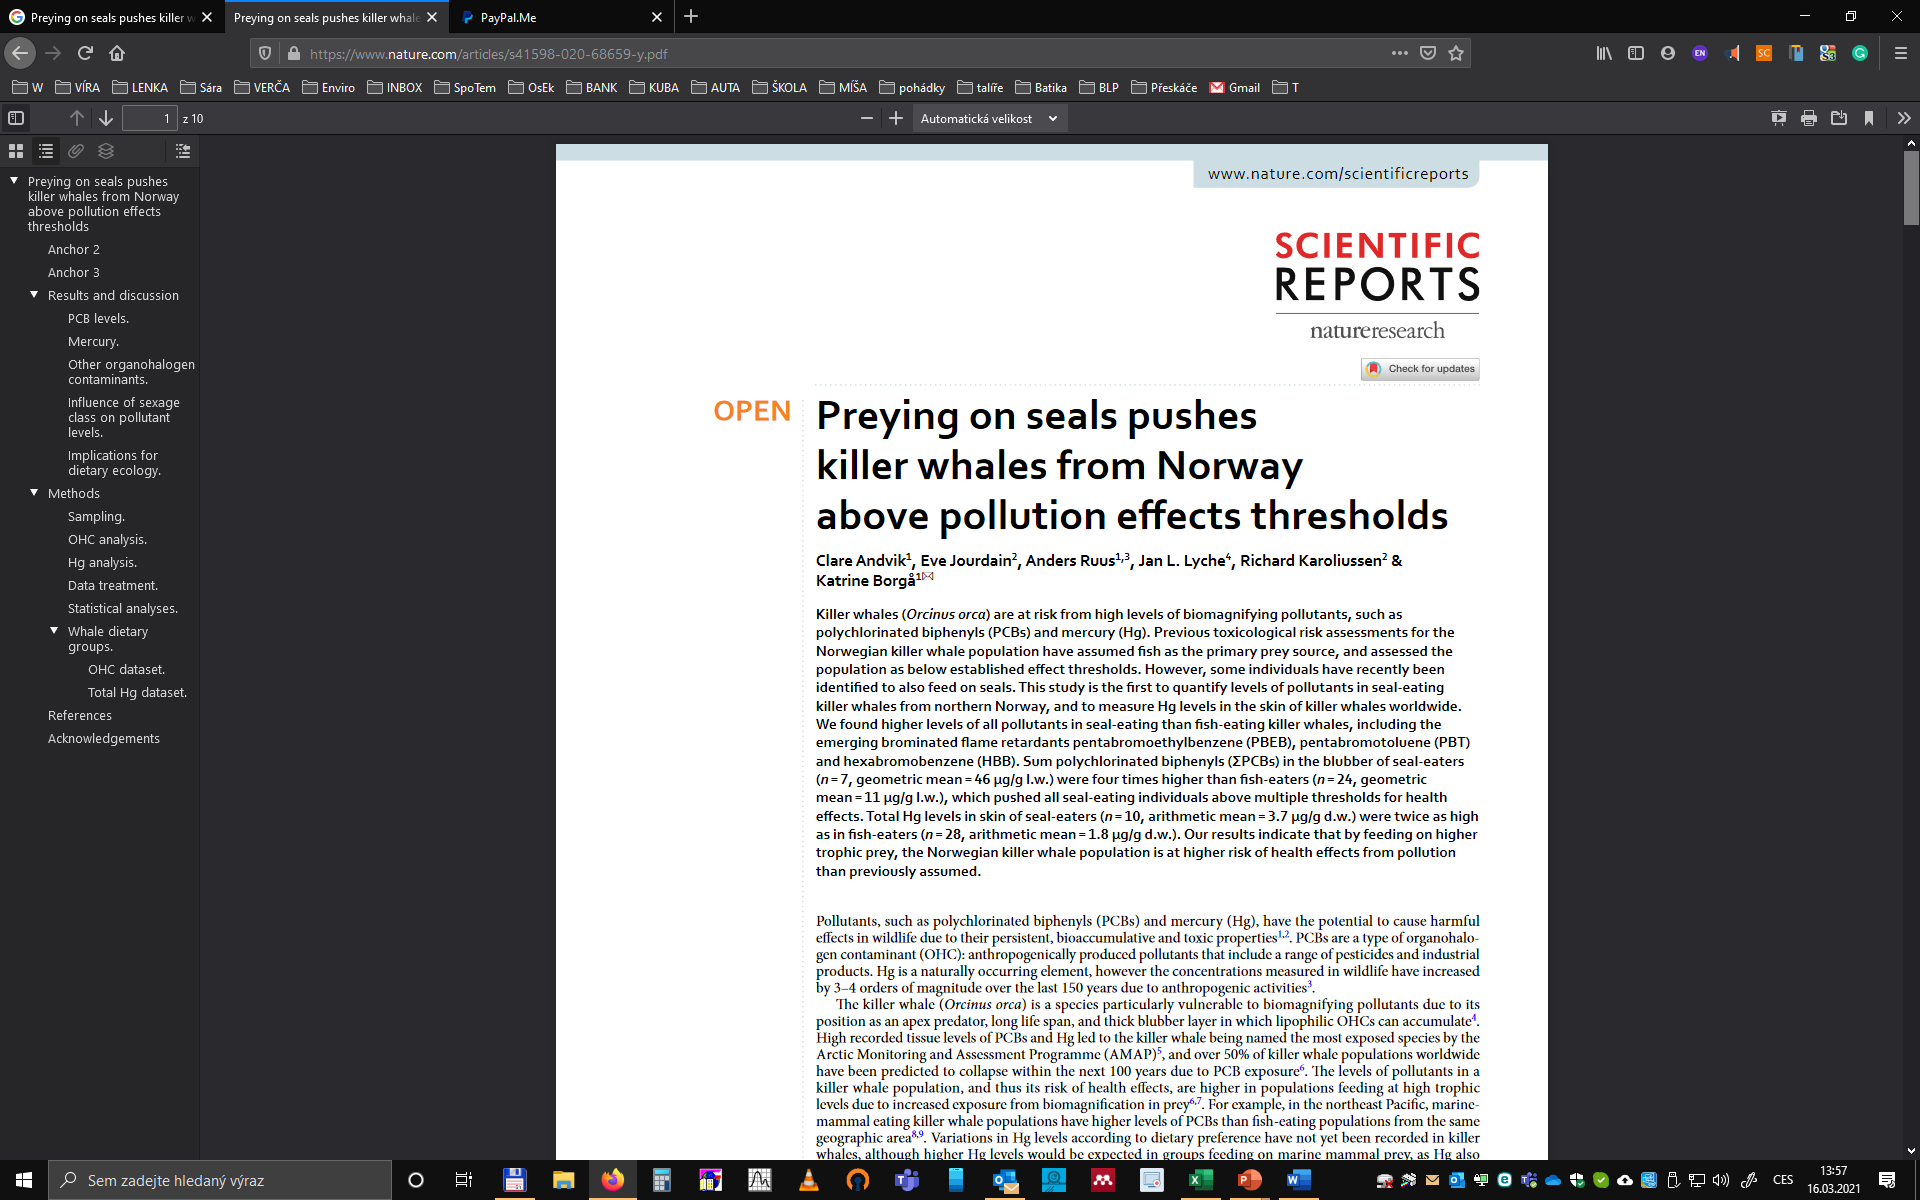 Preying on seals pushes killer w
Preying on seals pushes killer whale
PayPal.Me
https://www.nature.com/articles/s41598-020-68659-y.pdf
W VÍRA LENKA Sára VERČA Enviro INBOX SpoTem OsEk BANK KUBA AUTA ŠKOLA MÍŠA pohádky talíře Batika BLP Přeskáče Gmail T
1 z 10
Automatická velikost
Preying on seals pushes
killer whales from Norway
above pollution effects
thresholds
Anchor 2
Anchor 3
Results and discussion
PCB levels.
Mercury.
Other organohalogen
contaminants.
Influence of sexage
class on pollutant
levels.
Implications for
dietary ecology.
Methods
Sampling.
OHC analysis.
Hg analysis.
Data treatment.
Statistical analyses.
Whale dietary
groups.
OHC dataset.
Total Hg dataset.
References
Acknowledgements
www.nature.com/scientificreports
SCIENTIFIC
REPORTS
natureresearch
Check for updates
OPEN
Preying on seals pushes
killer whales from Norway
above pollution effects thresholds
Clare Andvik1, Eve Jourdain2, Anders Ruus1,3, Jan L. Lyche4, Richard Karoliussen2 &
Katrine Borgå1✉
Killer whales (Orcinus orca) are at risk from high levels of biomagnifying pollutants, such as
polychlorinated biphenyls (PCBs) and mercury (Hg). Previous toxicological risk assessments for the
Norwegian killer whale population have assumed fish as the primary prey source, and assessed the
population as below established effect thresholds. However, some individuals have recently been
identified to also feed on seals. This study is the first to quantify levels of pollutants in seal-eating
killer whales from northern Norway, and to measure Hg levels in the skin of killer whales worldwide.
We found higher levels of all pollutants in seal-eating than fish-eating killer whales, including the
emerging brominated flame retardants pentabromoethylbenzene (PBEB), pentabromotoluene (PBT)
and hexabromobenzene (HBB). Sum polychlorinated biphenyls (ΣPCBs) in the blubber of seal-eaters
(n = 7, geometric mean = 46 µg/g l.w.) were four times higher than fish-eaters (n = 24, geometric
mean = 11 µg/g l.w.), which pushed all seal-eating individuals above multiple thresholds for health
effects. Total Hg levels in skin of seal-eaters (n = 10, arithmetic mean = 3.7 µg/g d.w.) were twice as high
as in fish-eaters (n = 28, arithmetic mean = 1.8 µg/g d.w.). Our results indicate that by feeding on higher
trophic prey, the Norwegian killer whale population is at higher risk of health effects from pollution
than previously assumed.
Pollutants, such as polychlorinated biphenyls (PCBs) and mercury (Hg), have the potential to cause harmful
effects in wildlife due to their persistent, bioaccumulative and toxic properties1,2. PCBs are a type of organohalo-
gen contaminant (OHC): anthropogenically produced pollutants that include a range of pesticides and industrial
products. Hg is a naturally occurring element, however the concentrations measured in wildlife have increased
by 3–4 orders of magnitude over the last 150 years due to anthropogenic activities3.
The killer whale (Orcinus orca) is a species particularly vulnerable to biomagnifying pollutants due to its
position as an apex predator, long life span, and thick blubber layer in which lipophilic OHCs can accumulate4.
High recorded tissue levels of PCBs and Hg led to the killer whale being named the most exposed species by the
Arctic Monitoring and Assessment Programme (AMAP)5, and over 50% of killer whale populations worldwide
have been predicted to collapse within the next 100 years due to PCB exposure6. The levels of pollutants in a
killer whale population, and thus its risk of health effects, are higher in populations feeding at high trophic
levels due to increased exposure from biomagnification in prey6,7. For example, in the northeast Pacific, marine-
mammal eating killer whale populations have higher levels of PCBs than fish-eating populations from the same
geographic area8,9. Variations in Hg levels according to dietary preference have not yet been recorded in killer
whales, although higher Hg levels would be expected in groups feeding on marine mammal prey, as Hg also
Sem zadejte hledaný výraz
CES
13:57
16.03.2021